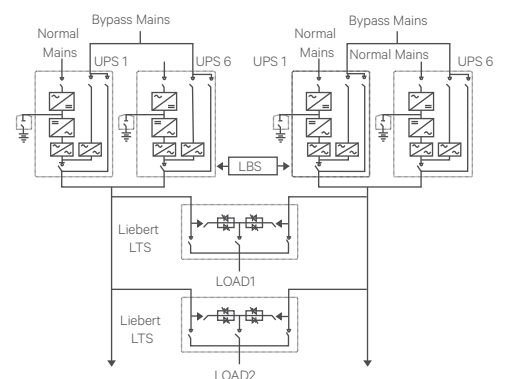 Bypass Mains
Normal
Mains
UPS 1
UPS 6
Bypass Mains
Normal
Mains
Normal Mains
UPS 1
UPS 6
LBS
Liebert
LTS
LOAD1
Liebert
LTS
LOAD2